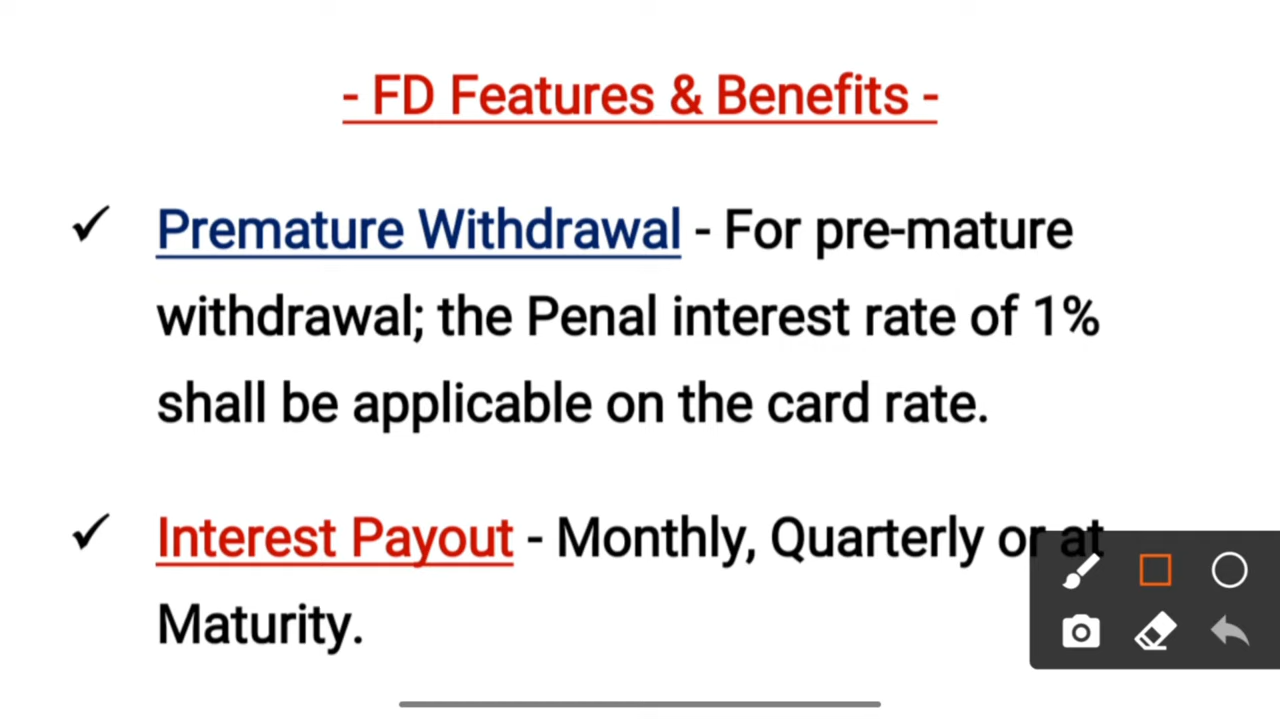 - FD Features & Benefits -
✓ Premature Withdrawal - For pre-mature
withdrawal; the Penal interest rate of 1%
shall be applicable on the card rate.
✓ Interest Payout - Monthly, Quarterly or at
Maturity.